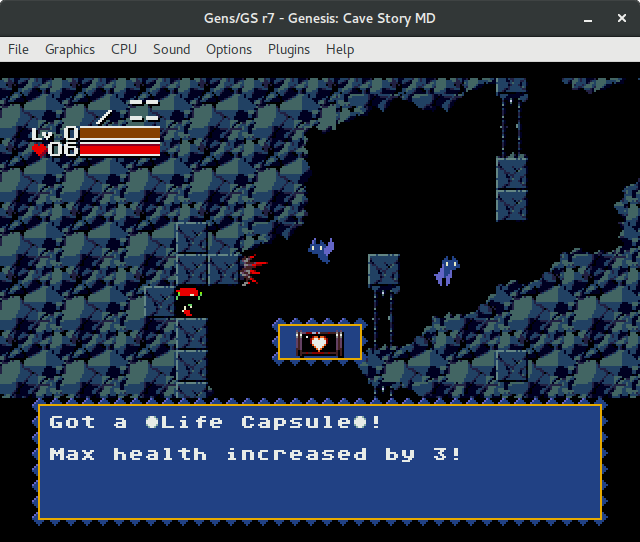 Gens/GS r7 - Genesis: Cave Story MD
File Graphics CPU Sound Options Plugins Help
--
/ --
Lv 0
06
Got a ●Life Capsule●!
Max health increased by 3!